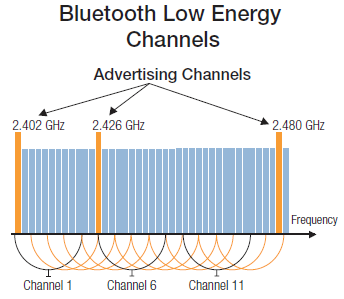 Bluetooth Low Energy
Channels
Advertising Channels
2.402 GHz 2.426 GHz 2.480 GHz
Frequency
Channel 1 Channel 6 Channel 11